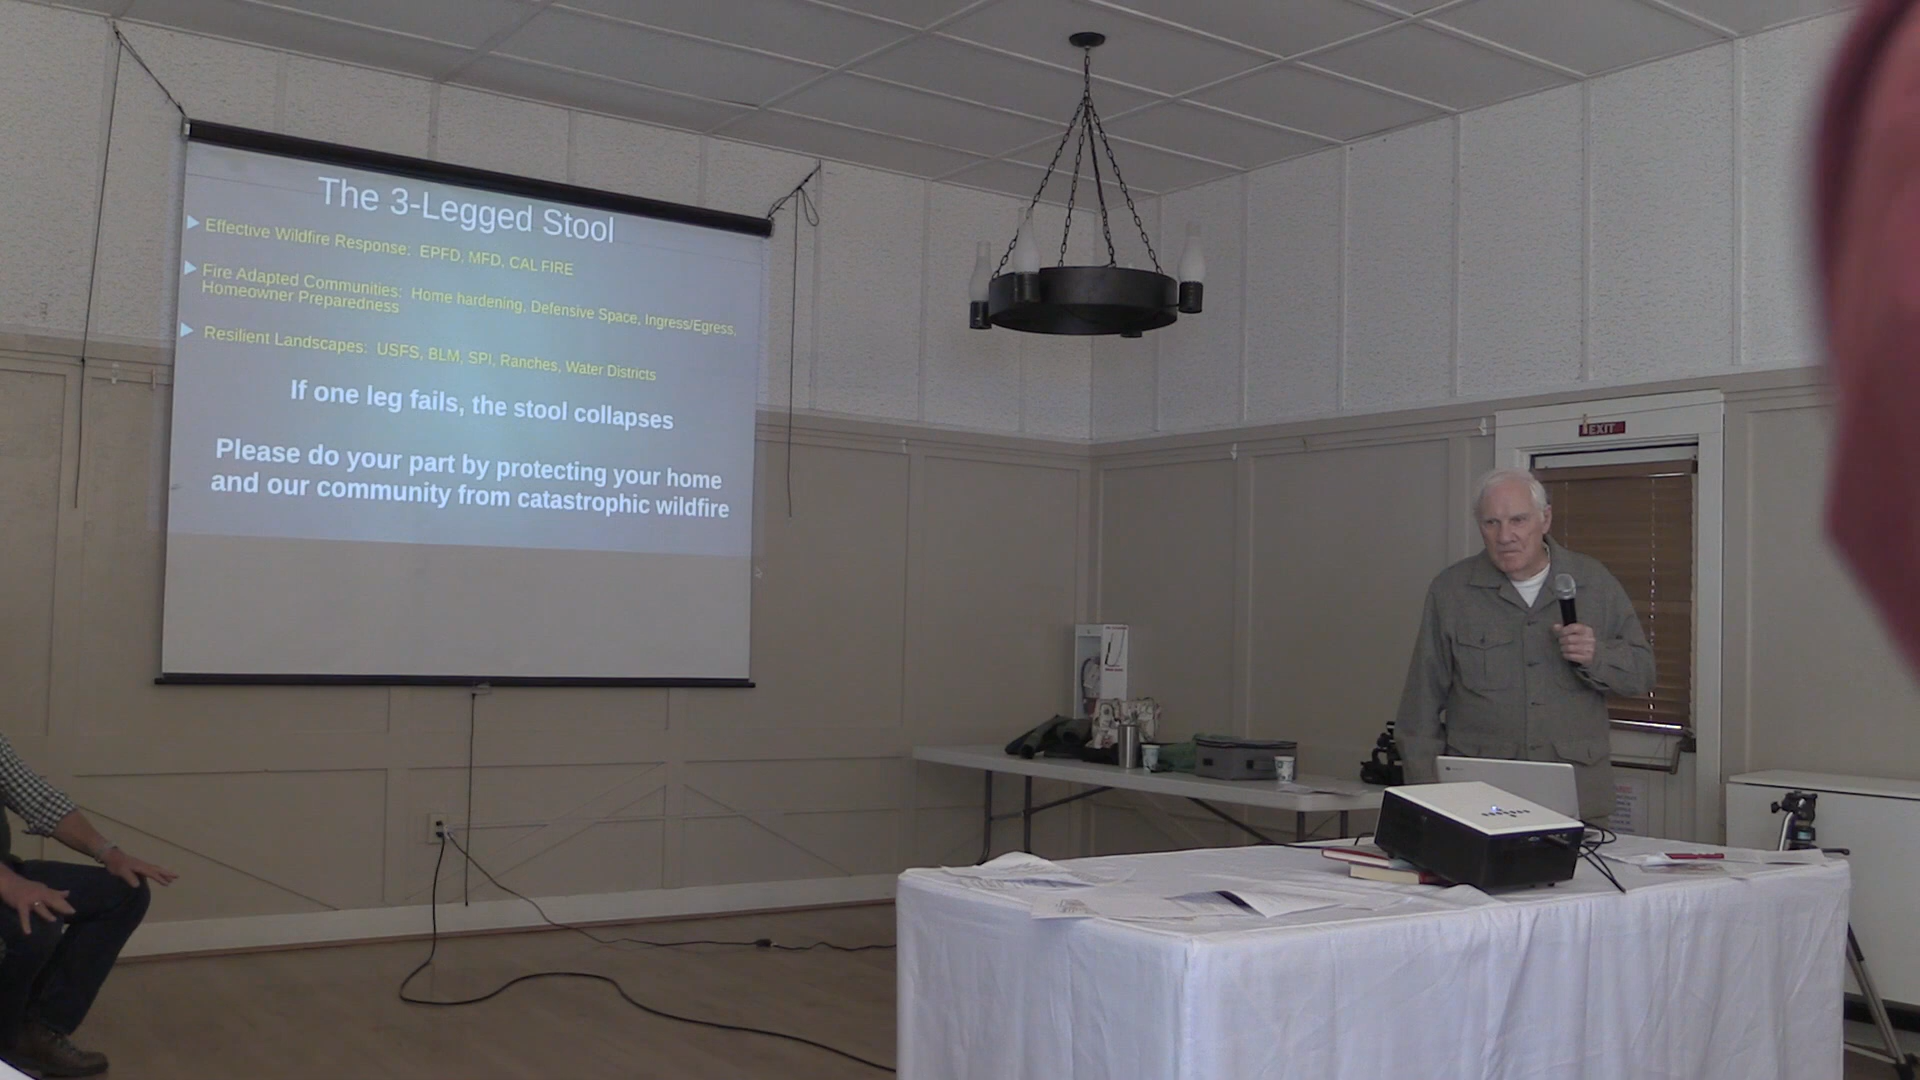 The 3-Legged Stool
Effective Wildfire Response: EPFD, MFD, CAL FIRE
Fire Adapted Communities: Home hardening, Defensive Space, Ingress/Egress,
Homeowner Preparedness
Resilient Landscapes: USFS, BLM, SPI, Ranches, Water Districts
If one leg fails, the stool collapses
Please do your part by protecting your home
and our community from catastrophic wildfire
EXIT